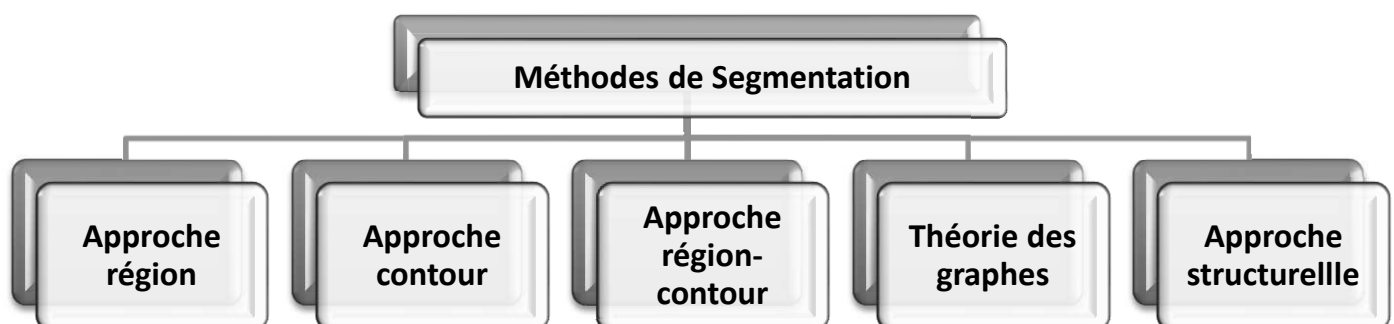 Méthodes de Segmentation
Approche
région
Approche
contour
Approche
région-
contour
Théorie des
graphes
Approche
structurellle